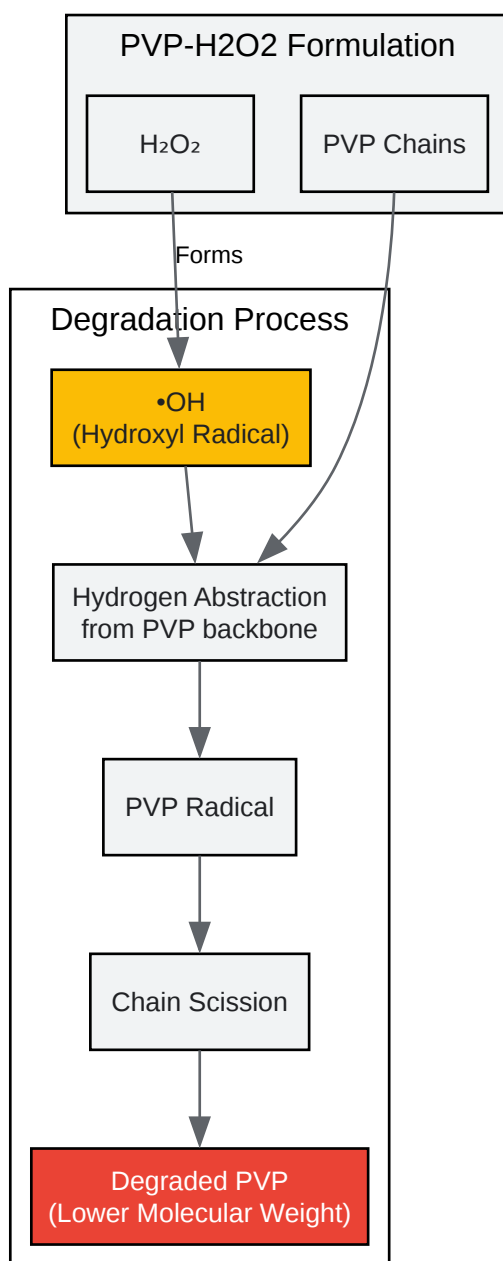 PVP-H2O2 Formulation
H₂O₂
PVP Chains
Forms
Degradation Process
•OH
(Hydroxyl Radical)
Hydrogen Abstraction
from PVP backbone
PVP Radical
Chain Scission
Degraded PVP
(Lower Molecular Weight)